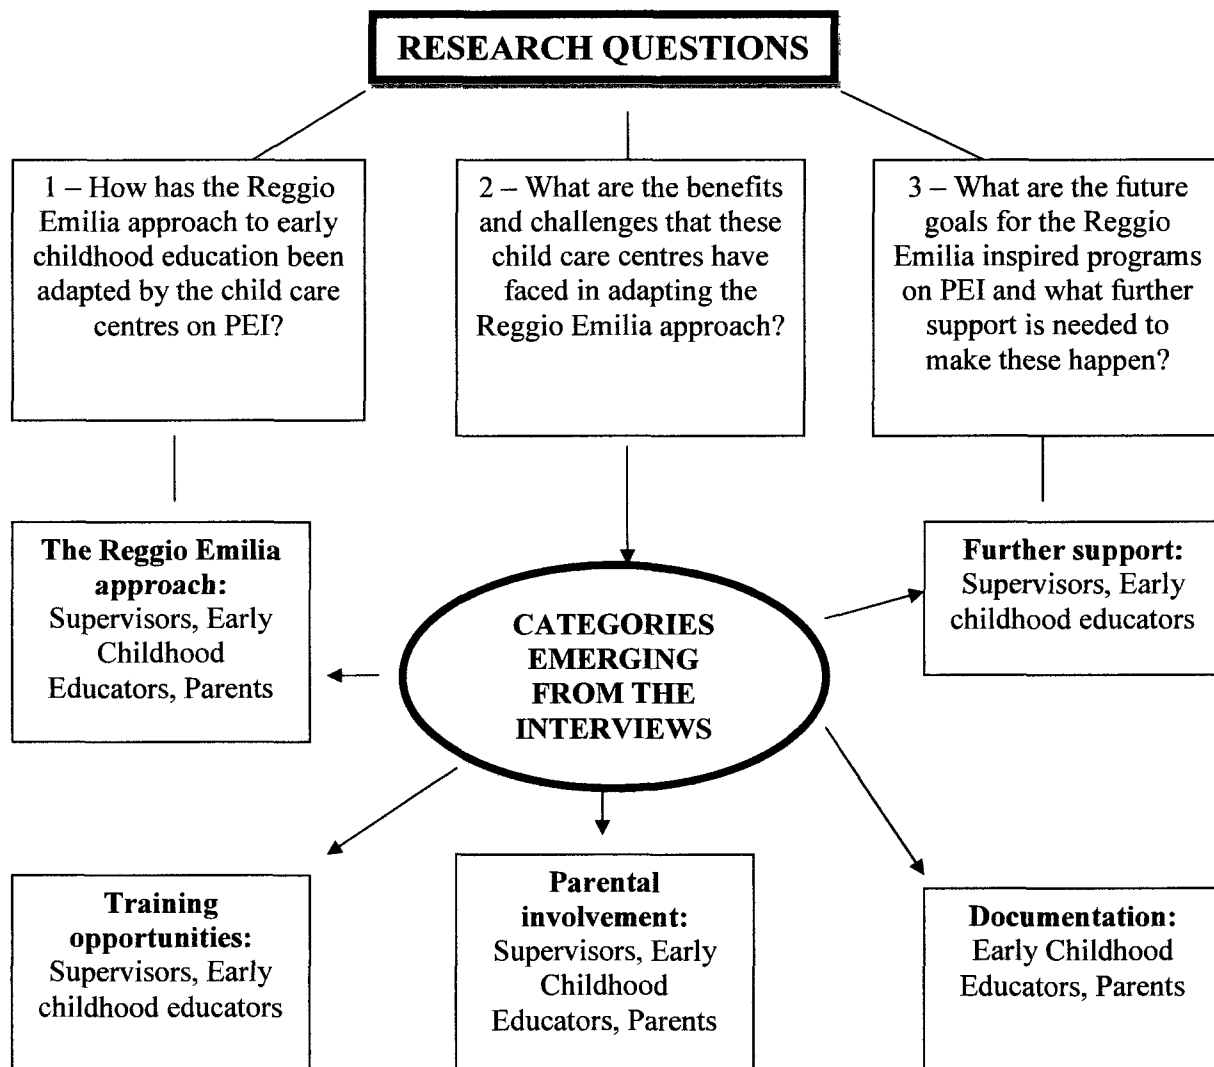 RESEARCH QUESTIONS
1 – How has the Reggio
Emilia approach to early
childhood education been
adapted by the child care
centres on PEI?
2 – What are the benefits
and challenges that these
child care centres have
faced in adapting the
Reggio Emilia approach?
3 – What are the future
goals for the Reggio
Emilia inspired programs
on PEI and what further
support is needed to
make these happen?
The Reggio Emilia
approach:
Supervisors, Early
Childhood
Educators, Parents
CATEGORIES
EMERGING
FROM THE
INTERVIEWS
Further support:
Supervisors, Early
childhood educators
Training
opportunities:
Supervisors, Early
childhood educators
Parental
involvement:
Supervisors, Early
Childhood
Educators, Parents
Documentation:
Early Childhood
Educators, Parents